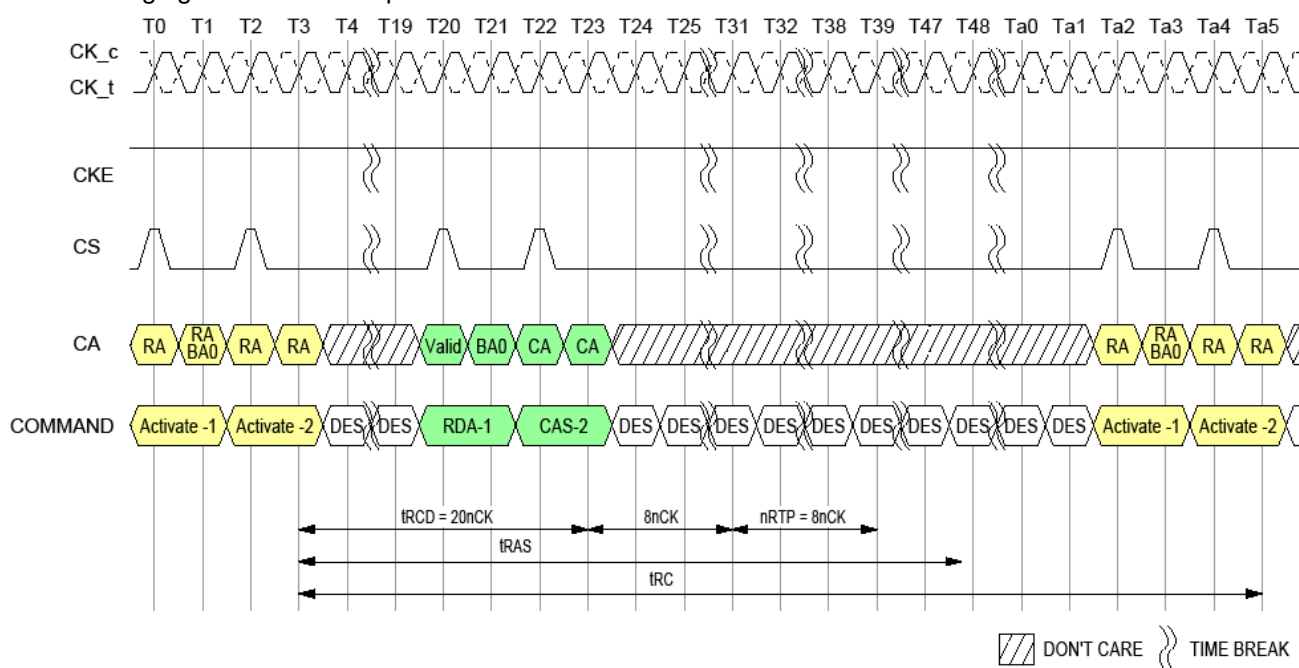 T0 T1 T2 T3 T4 T19 T20 T21 T22 T23 T24 T25 T31 T32 T38 T39 T47 T48 Ta0 Ta1 Ta2 Ta3 Ta4 Ta5
CK_c
CK_t
CKE
CS
CA RA RA BA0 RA RA Valid BA0 CA CA RA RA BA0 RA RA
COMMAND Activate -1 Activate -2 DES DES RDA-1 CAS-2 DES DES DES DES DES DES DES DES DES DES Activate -1 Activate -2
tRCD = 20nCK 8nCK nRTP = 8nCK
tRAS
tRC
DON'T CARE TIME BREAK